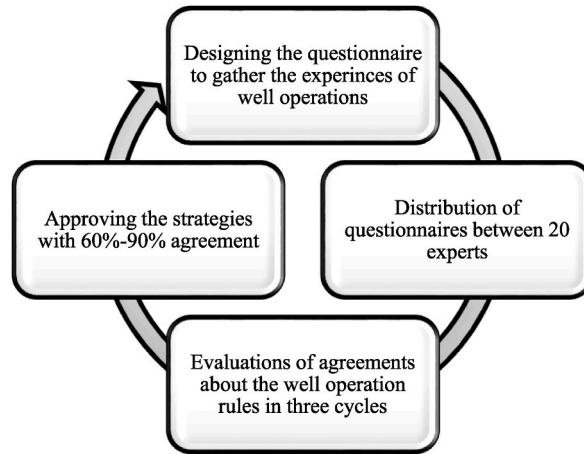 Designing the questionnaire
to gather the experinces of
well operations
Distribution of
questionnaires between 20
experts
Evaluations of agreements
about the well operation
rules in three cycles
Approving the strategies
with 60%-90% agreement